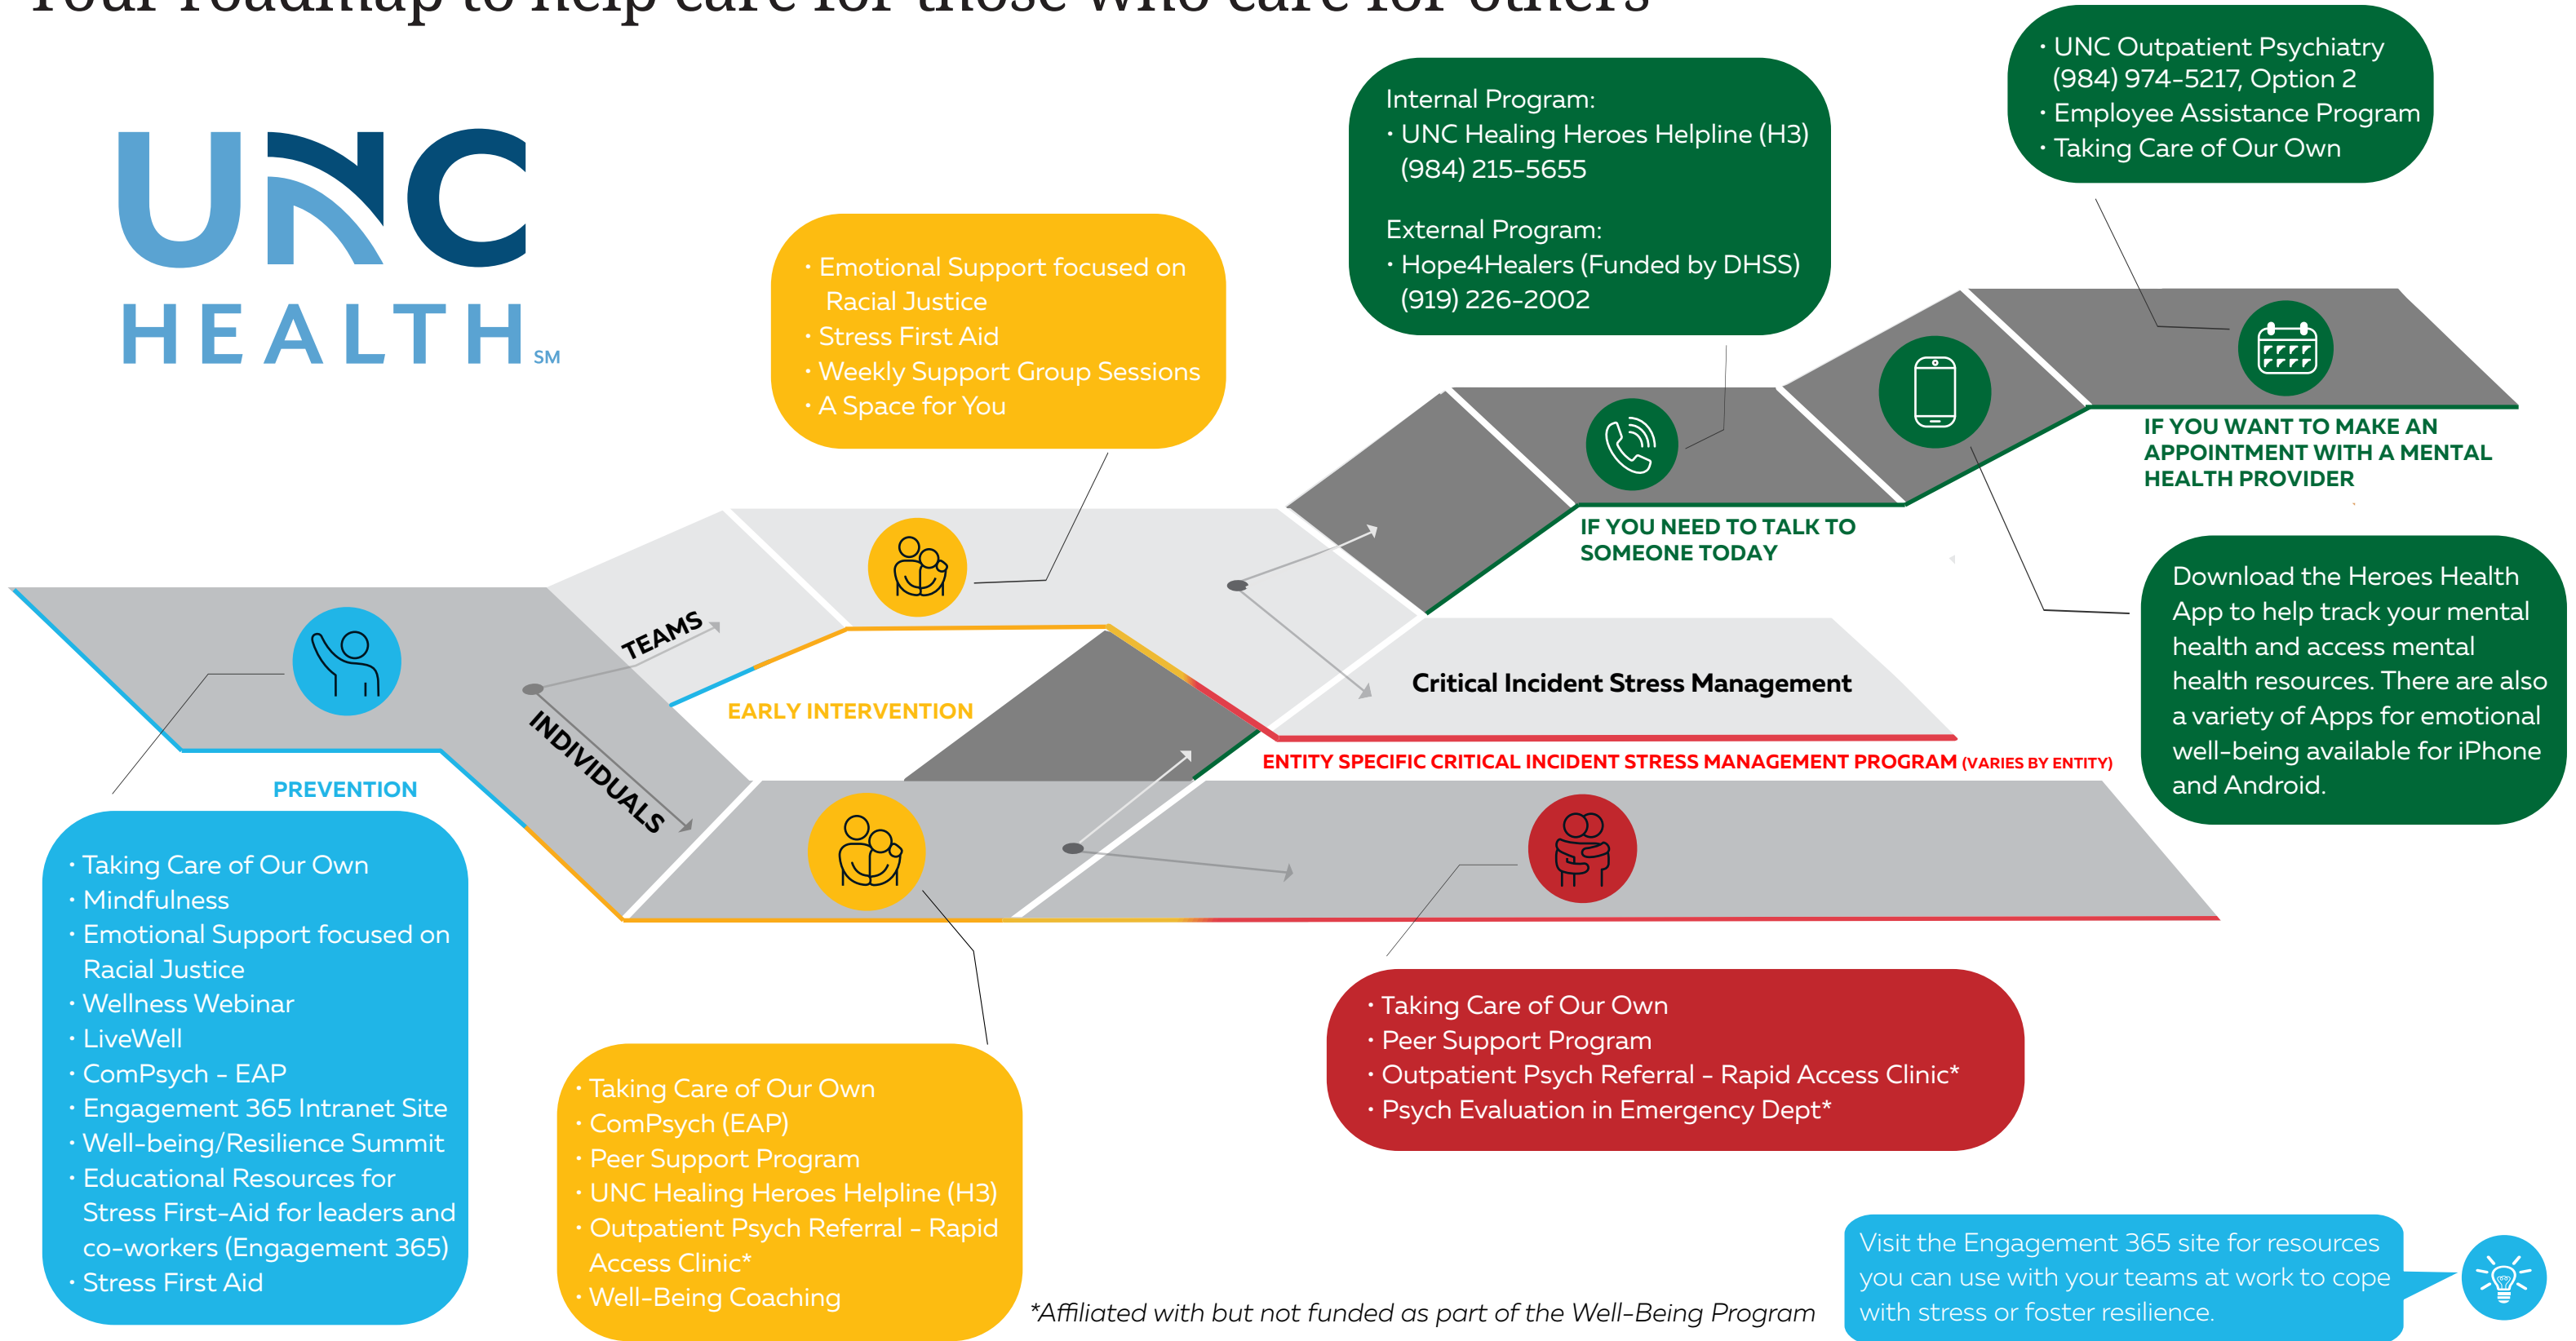 Your roadmap to help care for those who care for others
UNC
HEALTH SM
• UNC Outpatient Psychiatry
(984) 974-5217, Option 2
• Employee Assistance Program
• Taking Care of Our Own
Internal Program:
• UNC Healing Heroes Helpline (H3)
(984) 215-5655
External Program:
• Hope4Healers (Funded by DHSS)
(919) 226-2002
• Emotional Support focused on
Racial Justice
• Stress First Aid
• Weekly Support Group Sessions
• A Space for You
IF YOU WANT TO MAKE AN
APPOINTMENT WITH A MENTAL
HEALTH PROVIDER
IF YOU NEED TO TALK TO
SOMEONE TODAY
Download the Heroes Health
App to help track your mental
health and access mental
health resources. There are also
a variety of Apps for emotional
well-being available for iPhone
and Android.
TEAMS
INDIVIDUALS
EARLY INTERVENTION
Critical Incident Stress Management
ENTITY SPECIFIC CRITICAL INCIDENT STRESS MANAGEMENT PROGRAM (VARIES BY ENTITY)
PREVENTION
• Taking Care of Our Own
• Mindfulness
• Emotional Support focused on
Racial Justice
• Wellness Webinar
• LiveWell
• ComPsych - EAP
• Engagement 365 Intranet Site
• Well-being/Resilience Summit
• Educational Resources for
Stress First-Aid for leaders and
co-workers (Engagement 365)
• Stress First Aid
• Taking Care of Our Own
• ComPsych (EAP)
• Peer Support Program
• UNC Healing Heroes Helpline (H3)
• Outpatient Psych Referral - Rapid
Access Clinic*
• Well-Being Coaching
• Taking Care of Our Own
• Peer Support Program
• Outpatient Psych Referral - Rapid Access Clinic*
• Psych Evaluation in Emergency Dept*
*Affiliated with but not funded as part of the Well-Being Program
Visit the Engagement 365 site for resources
you can use with your teams at work to cope
with stress or foster resilience.